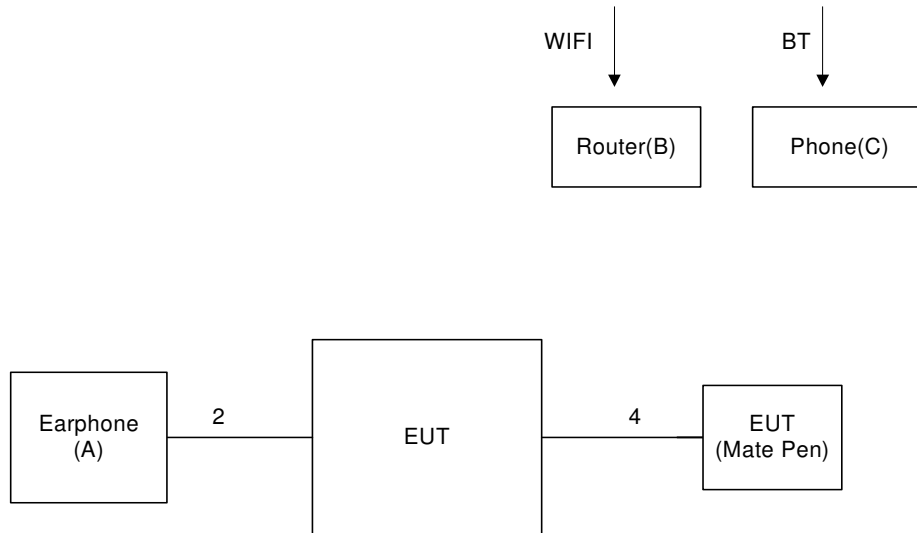 WIFI
BT
Router(B)
Phone(C)
Earphone
(A)
2
EUT
4
EUT
(Mate Pen)